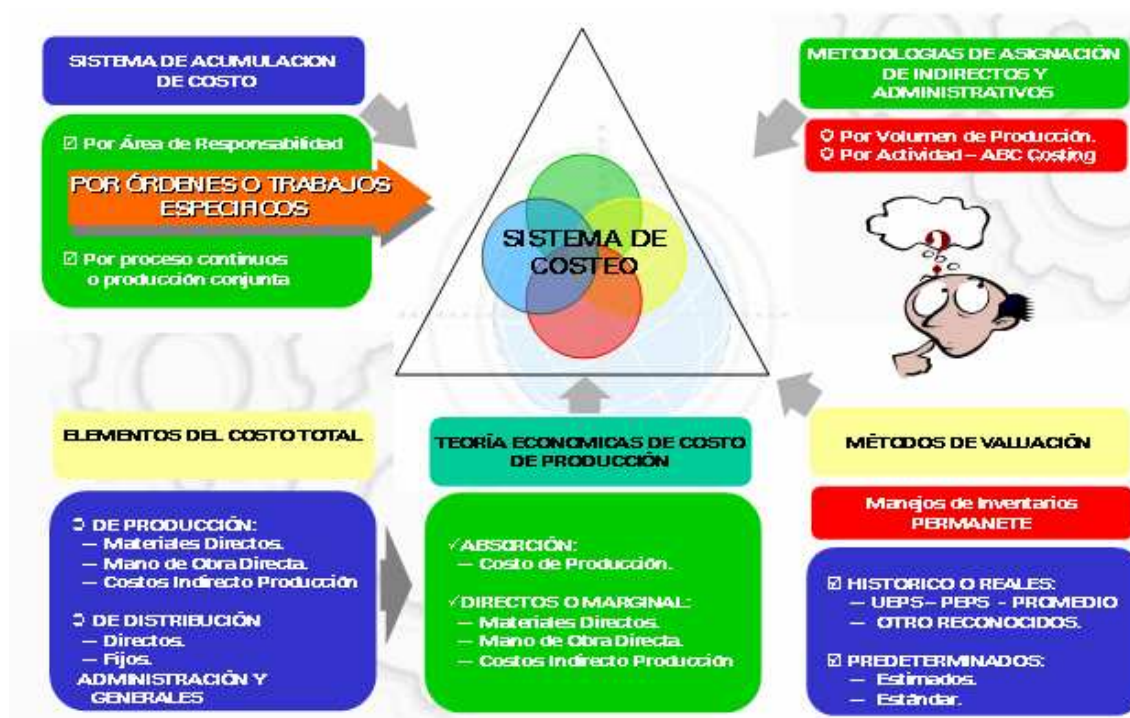 SISTEMA DE ACUMULACION
DE COSTO
☑ Por Área de Responsabilidad
POR ÓRDENES O TRABAJOS
ESPECIFICOS
☑ Por proceso continuos
o producción conjunta
SISTEMA DE
COSTEO
METODOLOGIAS DE ASIGNACIÓN
DE INDIRECTOS Y
ADMINISTRATIVOS
Por Volumen de Producción.
Por Actividad – ABC Costing
?
ELEMENTOS DEL COSTO TOTAL
DE PRODUCCIÓN:
– Materiales Directos.
– Mano de Obra Directa.
– Costos Indirecto Producción
DE DISTRIBUCIÓN
– Directos.
– Fijos.
ADMINISTRACIÓN Y
GENERALES
TEORÍA ECONOMICAS DE COSTO
DE PRODUCCIÓN
✓ABSORCIÓN:
– Costo de Producción.
✓DIRECTOS O MARGINAL:
– Materiales Directos.
– Mano de Obra Directa.
– Costos Indirecto Producción
MÉTODOS DE VALUACIÓN
Manejos de Inventarios
PERMANETE
☑ HISTORICO O REALES:
– UEPS– PEPS – PROMEDIO
– OTRO RECONOCIDOS.
☑ PREDETERMINADOS:
– Estimados.
– Estándar.